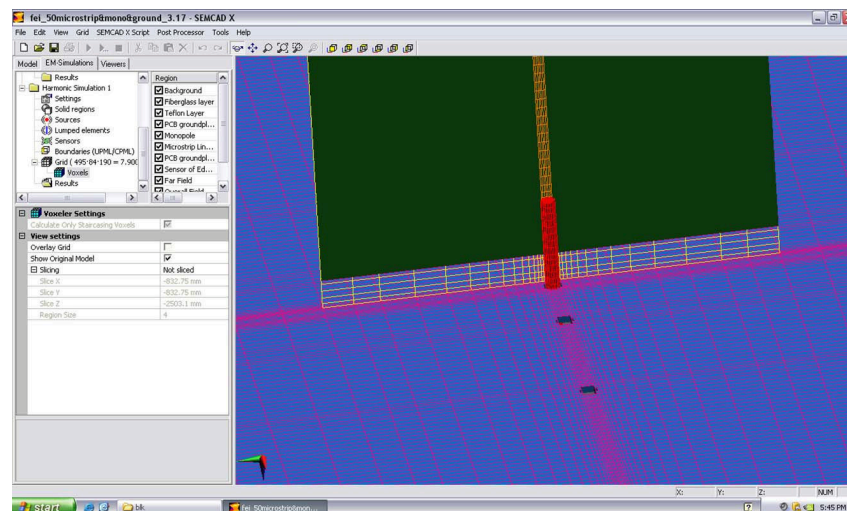 fei_50microstrip&mono&ground_3.17 - SEMCAD X
File Edit View Grid SEMCAD X Script Post Processor Tools Help
Model EM-Simulations Viewers
Results
Harmonic Simulation 1
Settings
Solid regions
Sources
Lumped elements
Sensors
Boundaries (UPML/CPML)
Grid ( 495·84·190 = 7.900
Voxels
Results
Region
Background
Fiberglass layer
Teflon Layer
PCB groundpl...
Monopole
Microstrip Lin...
PCB groundpl...
Sensor of Ed...
Far Field
Overall Field
Voxeler Settings
Calculate Only Staircasing Voxels
View settings
Overlay Grid
Show Original Model
Slicing Not sliced
Slice X -832.75 mm
Slice Y -832.75 mm
Slice Z -2503.1 mm
Region Size 4
X: Y: Z: NUM
start blk fei_50microstrip&mon... ? 5:45 PM